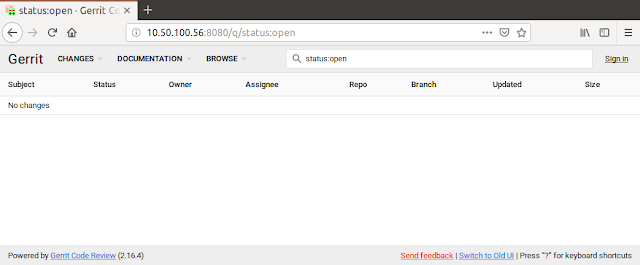 status:open · Gerrit Co
10.50.100.56:8080/q/status:open
Gerrit CHANGES DOCUMENTATION BROWSE status:open Sign in
Subject Status Owner Assignee Repo Branch Updated Size
No changes
Powered by Gerrit Code Review (2.16.4) Send feedback | Switch to Old UI | Press "?" for keyboard shortcuts